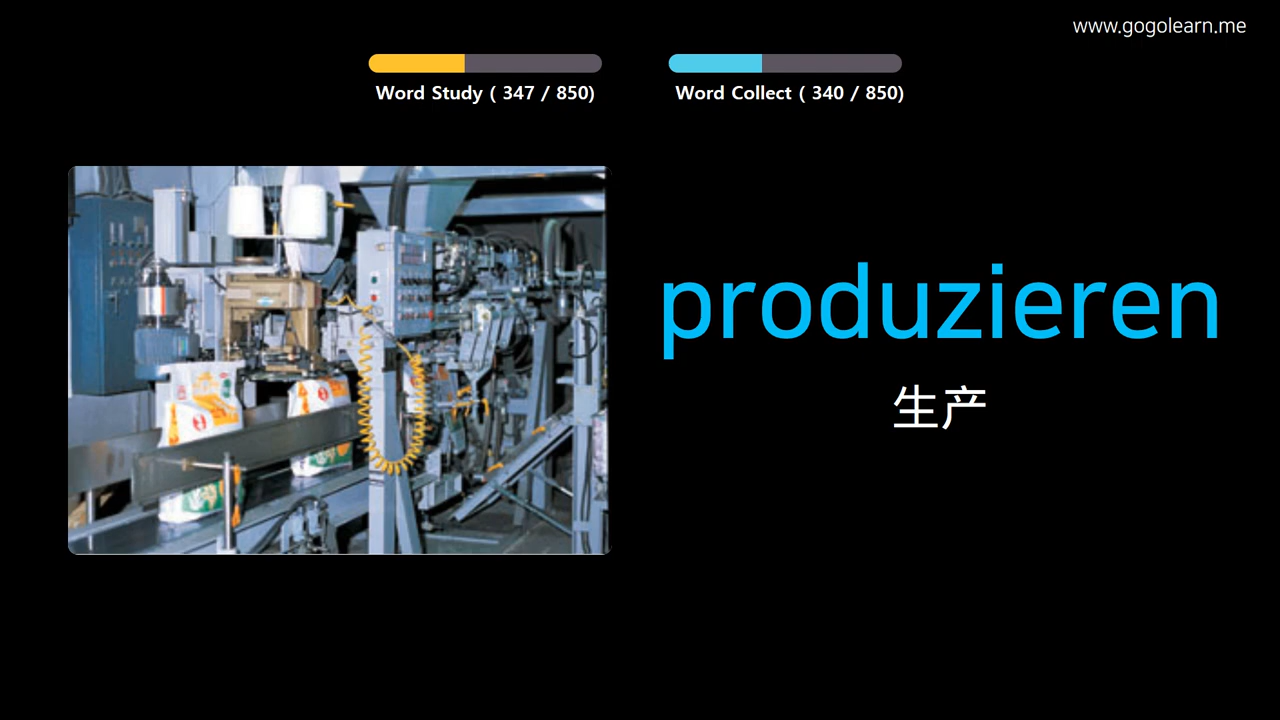 www.gogolearn.me
Word Study ( 347 / 850)
Word Collect ( 340 / 850)
produzieren
生产